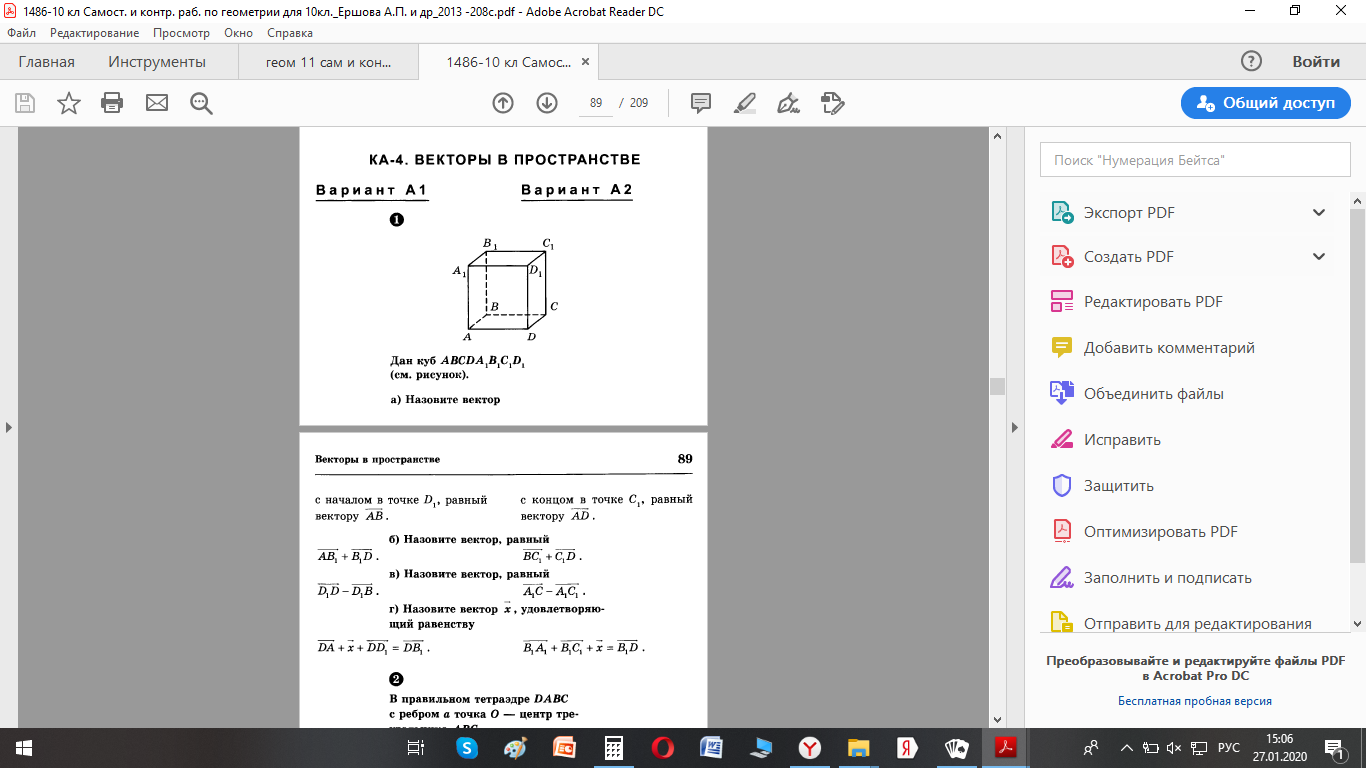 1486-10 кл Самост. и контр. раб. по геометрии для 10кл._Ершова А.П. и др_2013 -208с.pdf - Adobe Acrobat Reader DC
Файл Редактирование Просмотр Окно Справка
Главная Инструменты геом 11 сам и кон... 1486-10 кл Самос... × Войти
89 / 209 Общий доступ
КА-4. ВЕКТОРЫ В ПРОСТРАНСТВЕ
Вариант А1 Вариант А2
1
B₁ C₁
A₁ D₁
B C
A D
Дан куб ABCDA₁B₁C₁D₁
(см. рисунок).
а) Назовите вектор
Векторы в пространстве 89
с началом в точке D₁, равный с концом в точке C₁, равный
вектору AB. вектору AD.
б) Назовите вектор, равный
AB₁ + B₁D. BC₁ + C₁D.
в) Назовите вектор, равный
D₁D − D₁B. A₁C − A₁C₁.
г) Назовите вектор x, удовлетворяю-
щий равенству
DA + x + DD₁ = DB₁. B₁A₁ + B₁C₁ + x = B₁D.
2
В правильном тетраэдре DABC
с ребром a точка O — центр тре-
Поиск "Нумерация Бейтса"
Экспорт PDF
Создать PDF
Редактировать PDF
Добавить комментарий
Объединить файлы
Исправить
Защитить
Оптимизировать PDF
Заполнить и подписать
Отправить для редактирования
Преобразовывайте и редактируйте файлы PDF
в Acrobat Pro DC
Бесплатная пробная версия
РУС 15:06
27.01.2020